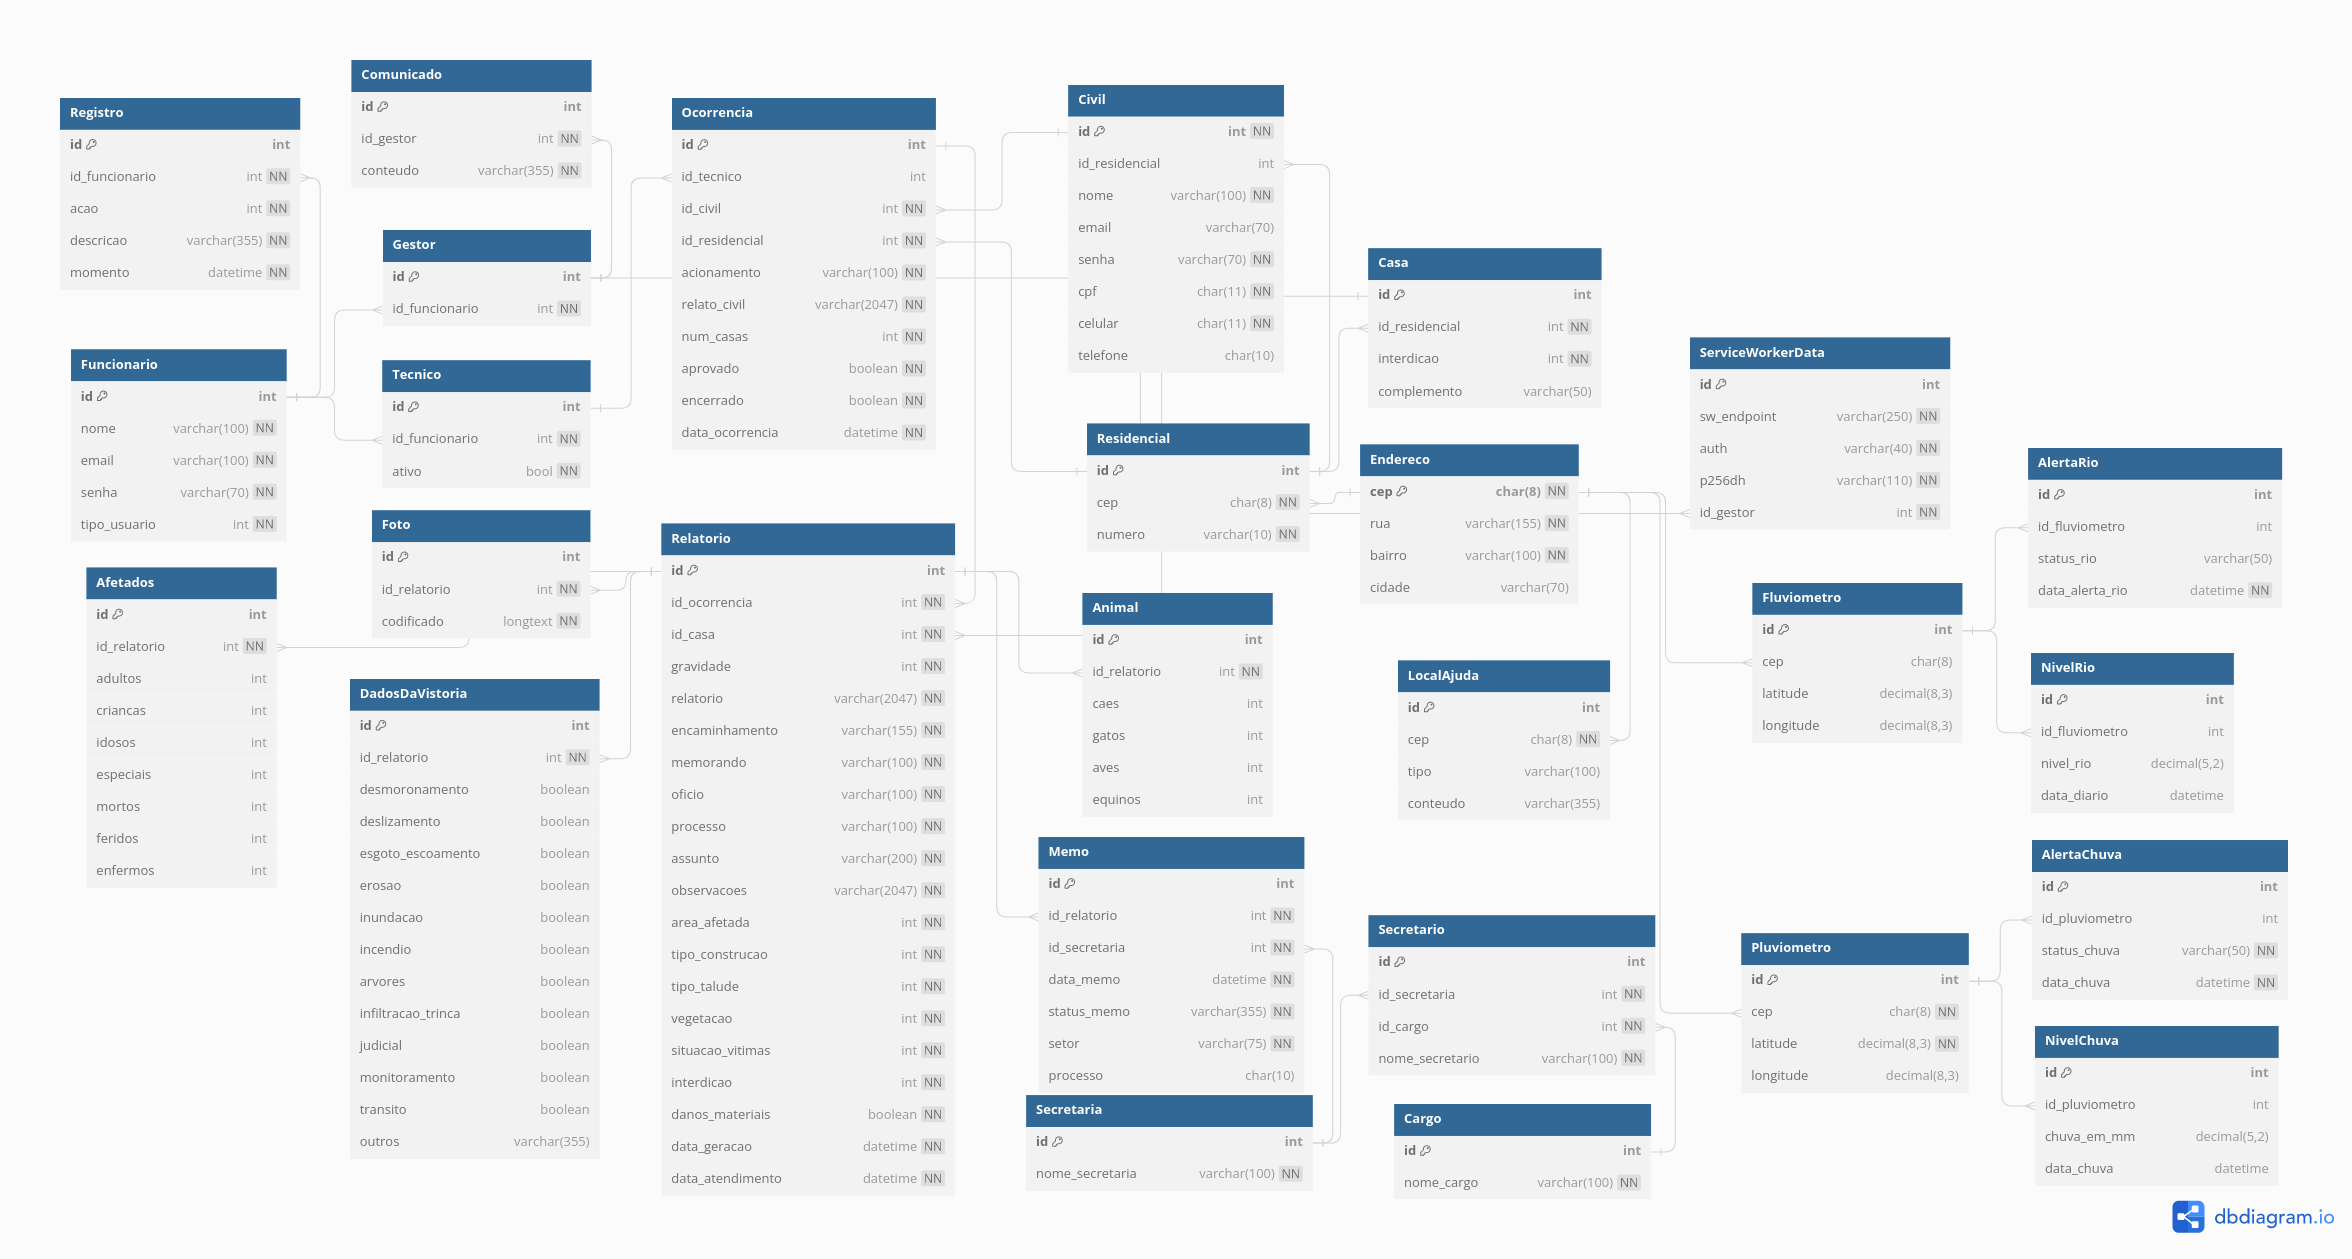 Comunicado
id int
id_gestor int NN
conteudo varchar(355) NN
Registro
id int
id_funcionario int NN
acao int NN
descricao varchar(355) NN
momento datetime NN
Gestor
id int
id_funcionario int NN
Funcionario
id int
nome varchar(100) NN
email varchar(100) NN
senha varchar(70) NN
tipo_usuario int NN
Tecnico
id int
id_funcionario int NN
ativo bool NN
Foto
id int
id_relatorio int NN
codificado longtext NN
Afetados
id int
id_relatorio int NN
adultos int
criancas int
idosos int
especiais int
mortos int
feridos int
enfermos int
DadosDaVistoria
id int
id_relatorio int NN
desmoronamento boolean
deslizamento boolean
esgoto_escoamento boolean
erosao boolean
inundacao boolean
incendio boolean
arvores boolean
infiltracao_trinca boolean
judicial boolean
monitoramento boolean
transito boolean
outros varchar(355)
Ocorrencia
id int
id_tecnico int
id_civil int NN
id_residencial int NN
acionamento varchar(100) NN
relato_civil varchar(2047) NN
num_casas int NN
aprovado boolean NN
encerrado boolean NN
data_ocorrencia datetime NN
Relatorio
id int
id_ocorrencia int NN
id_casa int NN
gravidade int NN
relatorio varchar(2047) NN
encaminhamento varchar(155) NN
memorando varchar(100) NN
oficio varchar(100) NN
processo varchar(100) NN
assunto varchar(200) NN
observacoes varchar(2047) NN
area_afetada int NN
tipo_construcao int NN
tipo_talude int NN
vegetacao int NN
situacao_vitimas int NN
interdicao int NN
danos_materiais boolean NN
data_geracao datetime NN
data_atendimento datetime NN
Civil
id int NN
id_residencial int
nome varchar(100) NN
email varchar(70)
senha varchar(70) NN
cpf char(11) NN
celular char(11) NN
telefone char(10)
Residencial
id int
cep char(8) NN
numero varchar(10) NN
Animal
id int
id_relatorio int NN
caes int
gatos int
aves int
equinos int
Memo
id int
id_relatorio int NN
id_secretaria int NN
data_memo datetime NN
status_memo varchar(355) NN
setor varchar(75) NN
processo char(10)
Secretaria
id int
nome_secretaria varchar(100) NN
Casa
id int
id_residencial int NN
interdicao int NN
complemento varchar(50)
Endereco
cep char(8) NN
rua varchar(155) NN
bairro varchar(100) NN
cidade varchar(70)
LocalAjuda
id int
cep char(8) NN
tipo varchar(100)
conteudo varchar(355)
Secretario
id int
id_secretaria int NN
id_cargo int NN
nome_secretario varchar(100) NN
Cargo
id int
nome_cargo varchar(100) NN
ServiceWorkerData
id int
sw_endpoint varchar(250) NN
auth varchar(40) NN
p256dh varchar(110) NN
id_gestor int NN
Fluviometro
id int
cep char(8)
latitude decimal(8,3)
longitude decimal(8,3)
Pluviometro
id int
cep char(8) NN
latitude decimal(8,3) NN
longitude decimal(8,3)
AlertaRio
id int
id_fluviometro int
status_rio varchar(50)
data_alerta_rio datetime NN
NivelRio
id int
id_fluviometro int
nivel_rio decimal(5,2)
data_diario datetime
AlertaChuva
id int
id_pluviometro int
status_chuva varchar(50) NN
data_chuva datetime NN
NivelChuva
id int
id_pluviometro int
chuva_em_mm decimal(5,2)
data_chuva datetime
dbdiagram.io